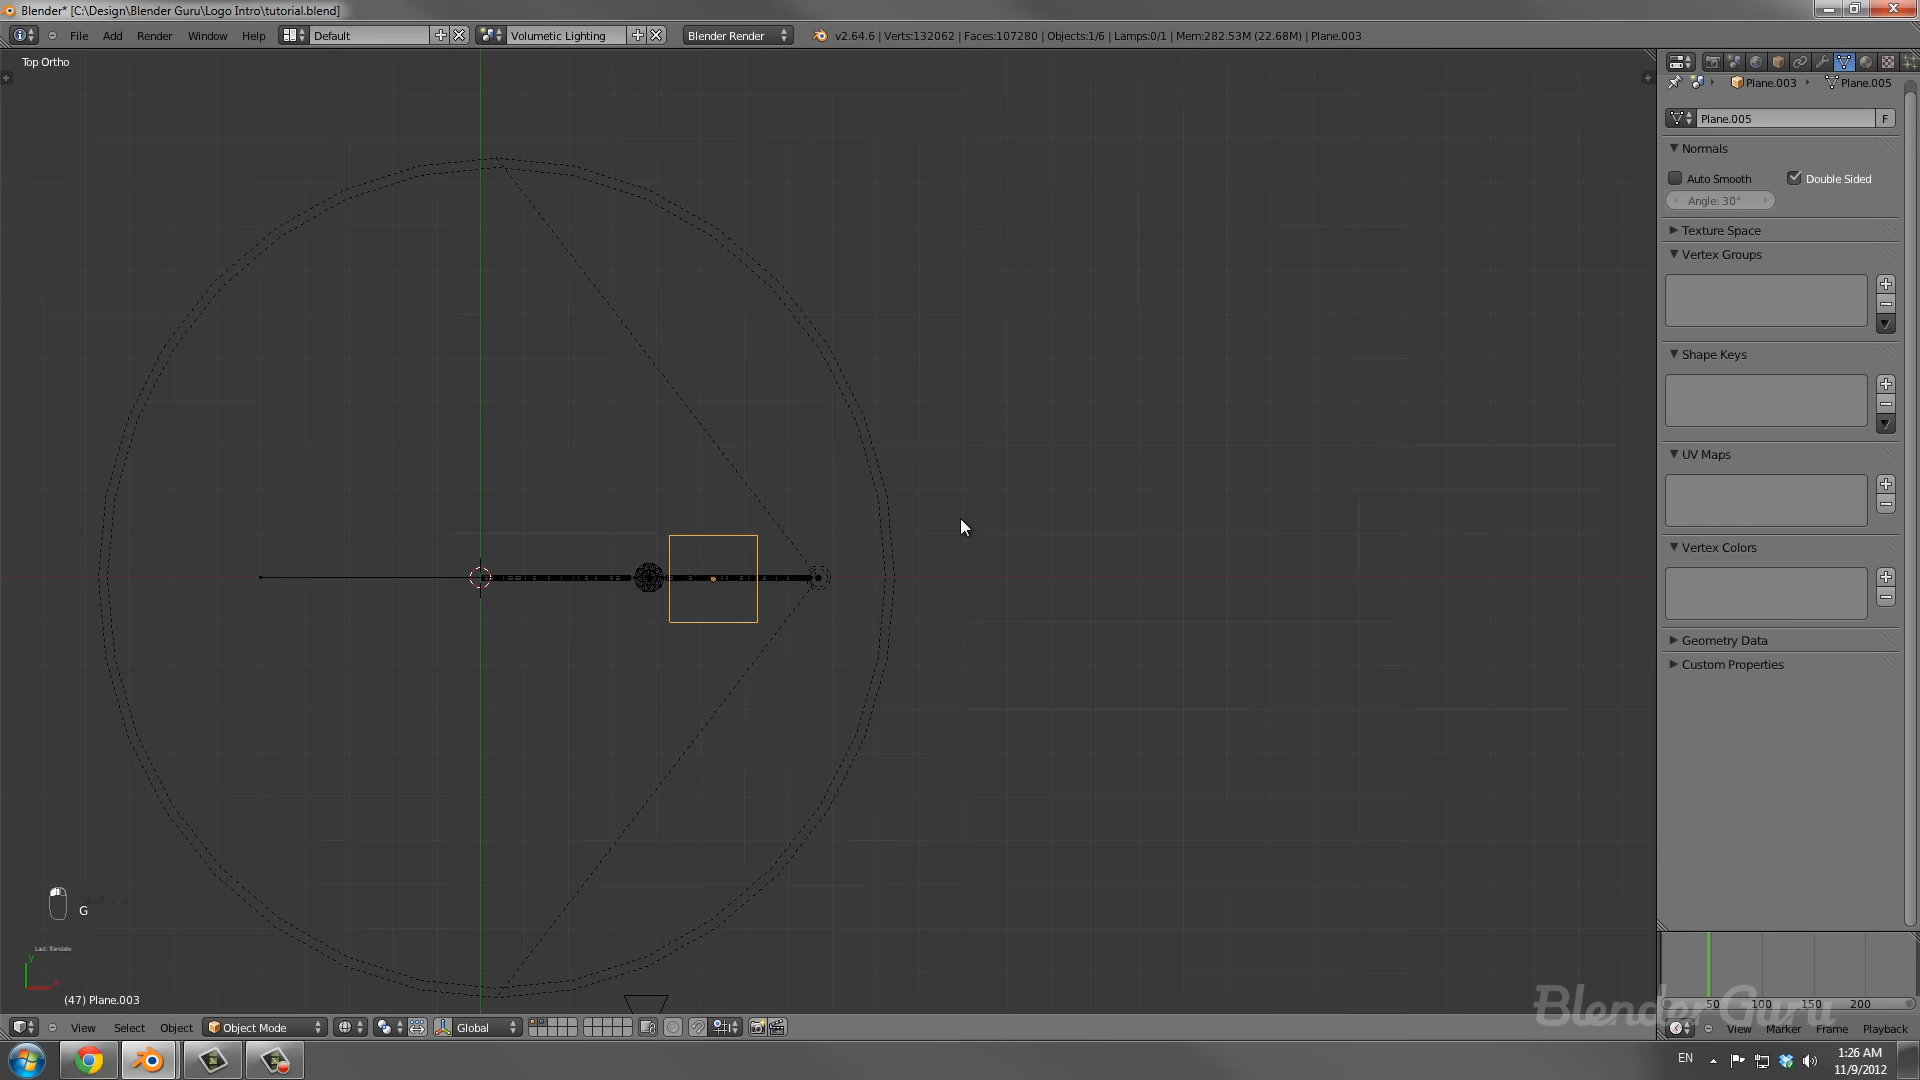 Blender* [C:\Design\Blender Guru\Logo Intro\tutorial.blend]
File Add Render Window Help Default Volumetic Lighting Blender Render v2.64.6 | Verts:132062 | Faces:107280 | Objects:1/6 | Lamps:0/1 | Mem:282.53M (22.68M) | Plane.003
Top Ortho
Plane.003 Plane.005
Plane.005 F
Normals
Auto Smooth Double Sided
Angle: 30°
Texture Space
Vertex Groups
Shape Keys
UV Maps
Vertex Colors
Geometry Data
Custom Properties
G
Last: Translate
y
(47) Plane.003
0 50 100 150 200
BlenderGuru
View Select Object Object Mode Global
View Marker Frame Playback
EN
1:26 AM
11/9/2012